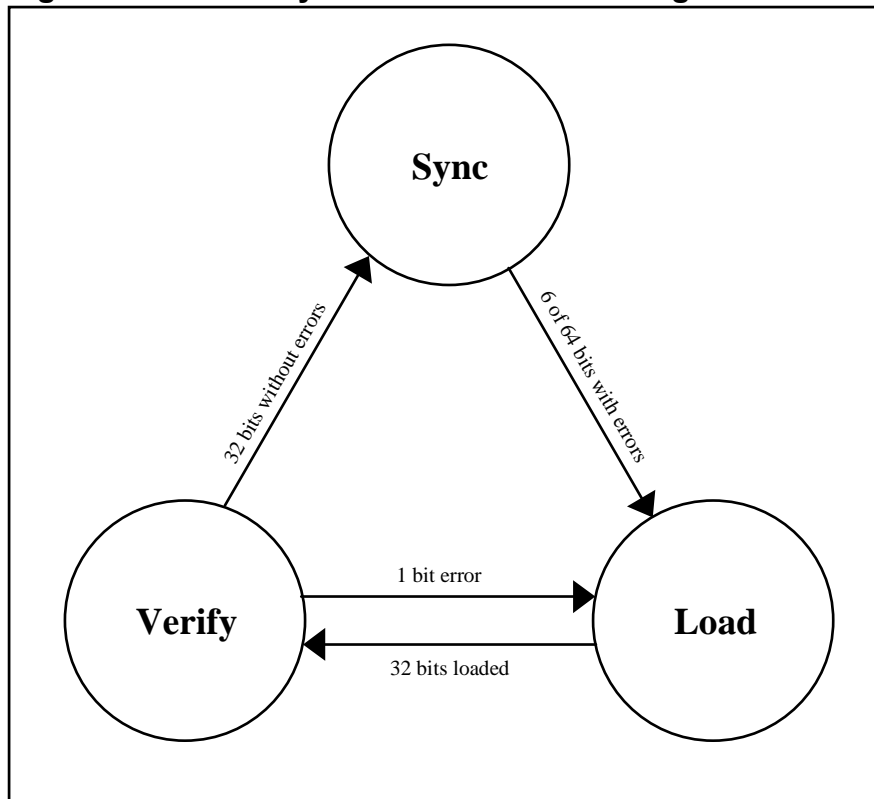 Sync
32 bits without errors
6 of 64 bits with errors
1 bit error
Verify
Load
32 bits loaded